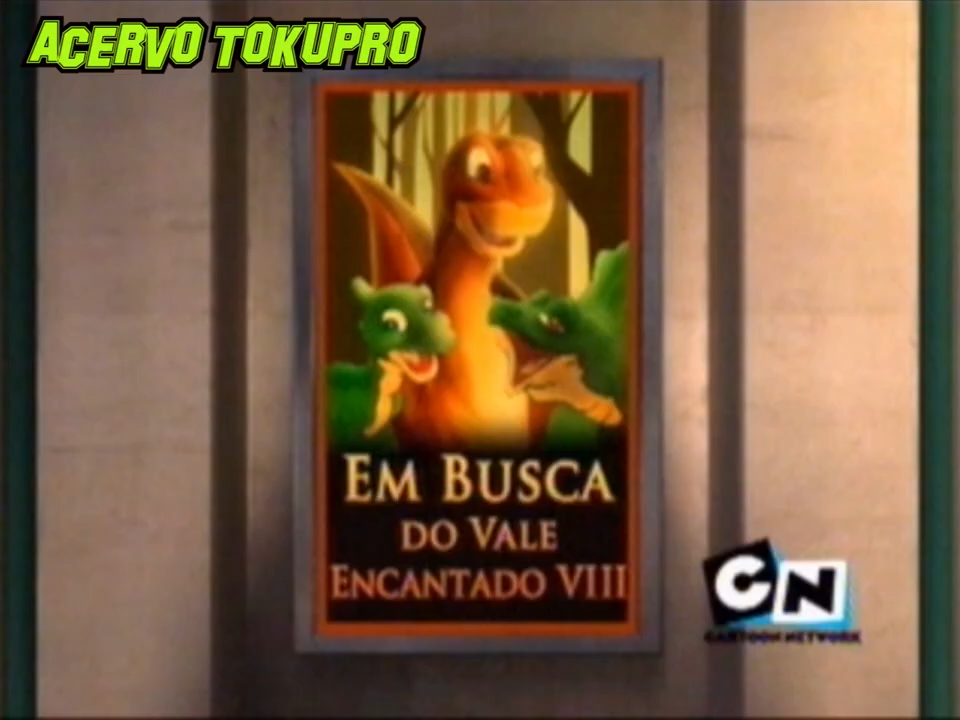 ACERVO TOKUPRO
EM BUSCA
DO VALE
ENCANTADO VIII
CN
CARTOON NETWORK